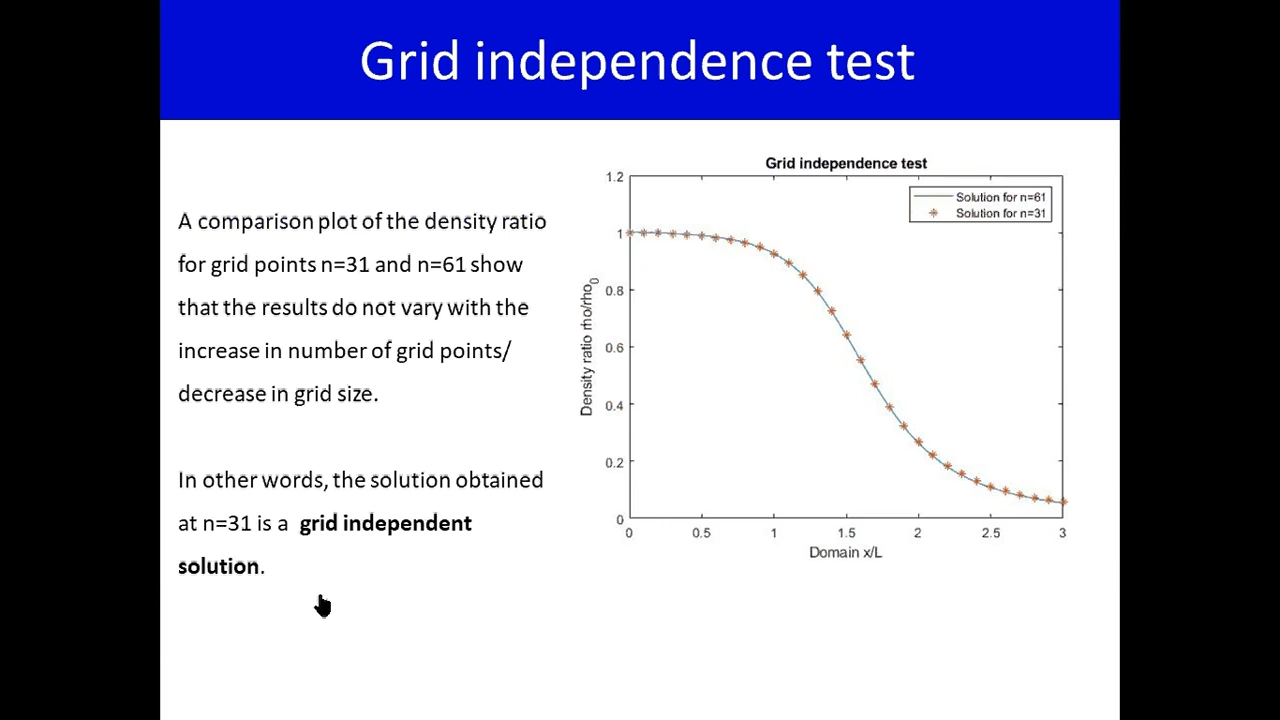 Grid independence test
A comparison plot of the density ratio
for grid points n=31 and n=61 show
that the results do not vary with the
increase in number of grid points/
decrease in grid size.
In other words, the solution obtained
at n=31 is a grid independent
solution.
Grid independence test
Solution for n=61
Solution for n=31
Density ratio rho/rho0
1.2
1
0.8
0.6
0.4
0.2
0
0 0.5 1 1.5 2 2.5 3
Domain x/L